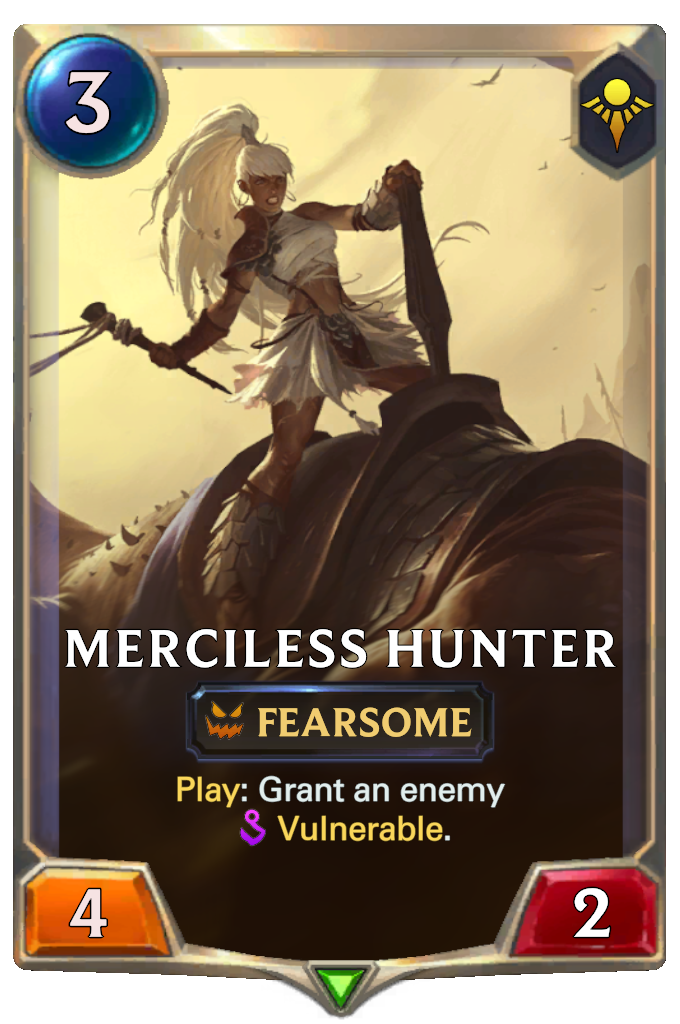 3
MERCILESS HUNTER
FEARSOME
Play: Grant an enemy
Vulnerable.
4 2